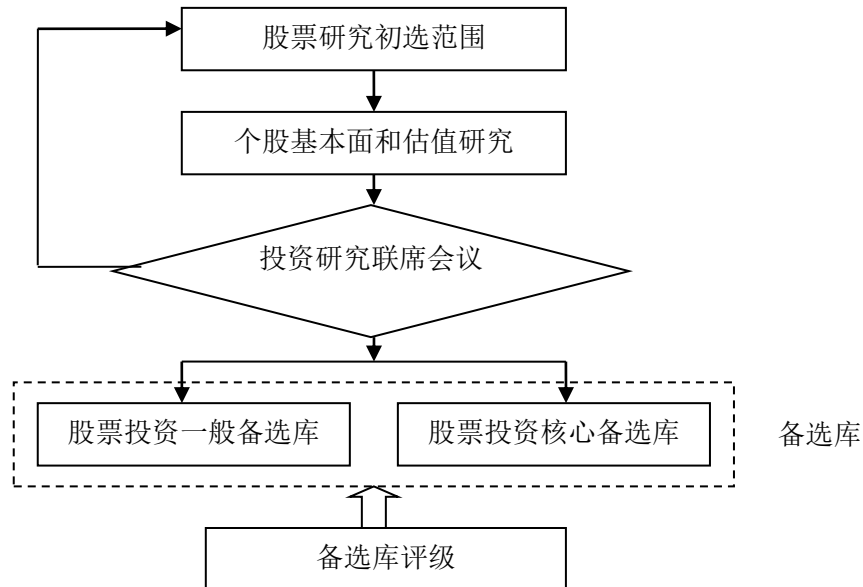 股票研究初选范围
个股基本面和估值研究
投资研究联席会议
股票投资一般备选库
股票投资核心备选库
备选库
备选库评级